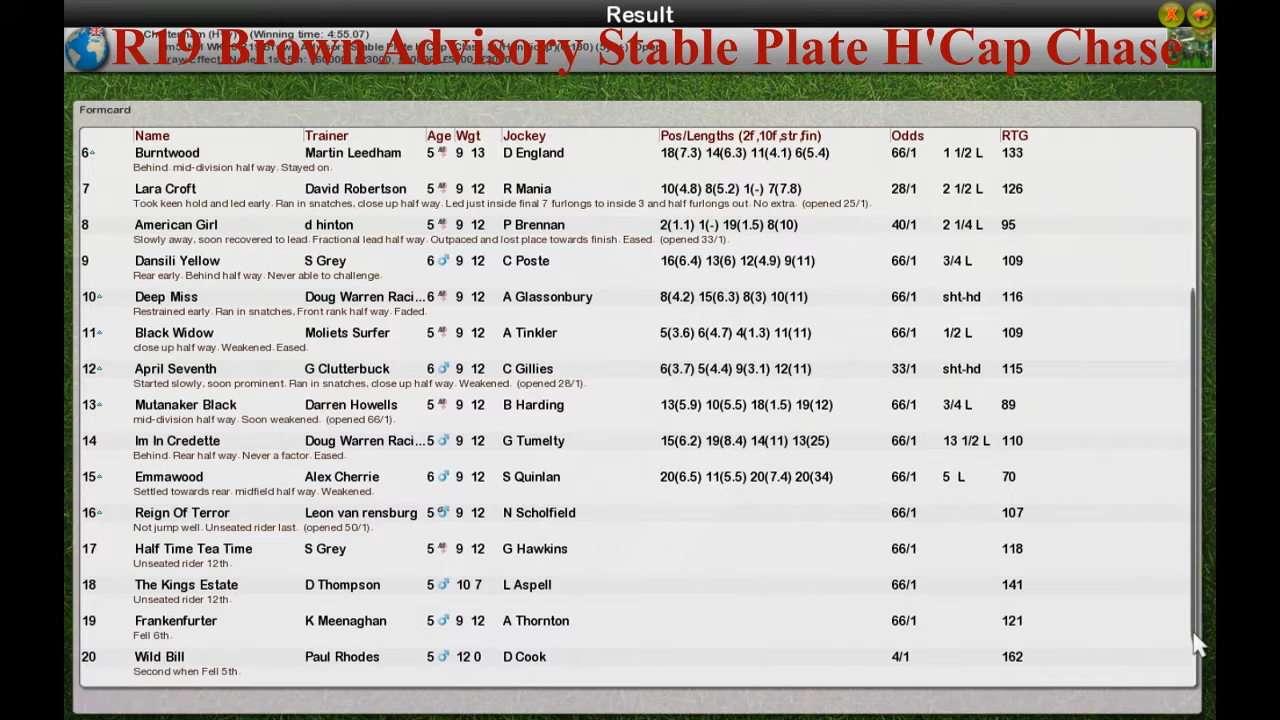 Result
Cheltenham (Hvy) (Winning time: 4:55.07)
R19 Brown Advisory Stable Plate H'Cap Chase
Formcard
Name Trainer Age Wgt Jockey Pos/Lengths (2f,10f,str,fin) Odds RTG
6 Burntwood Martin Leedham 5 9 13 D England 18(7.3) 14(6.3) 11(4.1) 6(5.4) 66/1 1 1/2 L 133
Behind. mid-division half way. Stayed on.
7 Lara Croft David Robertson 5 9 12 R Mania 10(4.8) 8(5.2) 1(-) 7(7.8) 28/1 2 1/2 L 126
Took keen hold and led early. Ran in snatches, close up half way. Led just inside final 7 furlongs to inside 3 and half furlongs out. No extra. (opened 25/1).
8 American Girl d hinton 5 9 12 P Brennan 2(1.1) 1(-) 19(1.5) 8(10) 40/1 2 1/4 L 95
Slowly away, soon recovered to lead. Fractional lead half way. Outpaced and lost place towards finish. Eased. (opened 33/1).
9 Dansili Yellow S Grey 6 9 12 C Poste 16(6.4) 13(6) 12(4.9) 9(11) 66/1 3/4 L 109
Rear early. Behind half way. Never able to challenge.
10 Deep Miss Doug Warren Raci... 6 9 12 A Glassonbury 8(4.2) 15(6.3) 8(3) 10(11) 66/1 sht-hd 116
Restrained early. Ran in snatches, Front rank half way. Faded.
11 Black Widow Moliets Surfer 5 9 12 A Tinkler 5(3.6) 6(4.7) 4(1.3) 11(11) 66/1 1/2 L 109
close up half way. Weakened. Eased.
12 April Seventh G Clutterbuck 6 9 12 C Gillies 6(3.7) 5(4.4) 9(3.1) 12(11) 33/1 sht-hd 115
Started slowly, soon prominent. Ran in snatches, close up half way. Weakened. (opened 28/1).
13 Mutanaker Black Darren Howells 5 9 12 B Harding 13(5.9) 10(5.5) 18(1.5) 19(12) 66/1 3/4 L 89
mid-division half way. Soon weakened. (opened 66/1).
14 Im In Credette Doug Warren Raci... 5 9 12 G Tumelty 15(6.2) 19(8.4) 14(11) 13(25) 66/1 13 1/2 L 110
Behind. Rear half way. Never a factor. Eased.
15 Emmawood Alex Cherrie 6 9 12 S Quinlan 20(6.5) 11(5.5) 20(7.4) 20(34) 66/1 5 L 70
Settled towards rear. midfield half way. Weakened.
16 Reign Of Terror Leon van rensburg 5 9 12 N Scholfield 66/1 107
Not jump well. Unseated rider last. (opened 50/1).
17 Half Time Tea Time S Grey 5 9 12 G Hawkins 66/1 118
Unseated rider 12th.
18 The Kings Estate D Thompson 5 10 7 L Aspell 66/1 141
Unseated rider 12th.
19 Frankenfurter K Meenaghan 5 9 12 A Thornton 66/1 121
Fell 6th.
20 Wild Bill Paul Rhodes 5 12 0 D Cook 4/1 162
Second when Fell 5th.